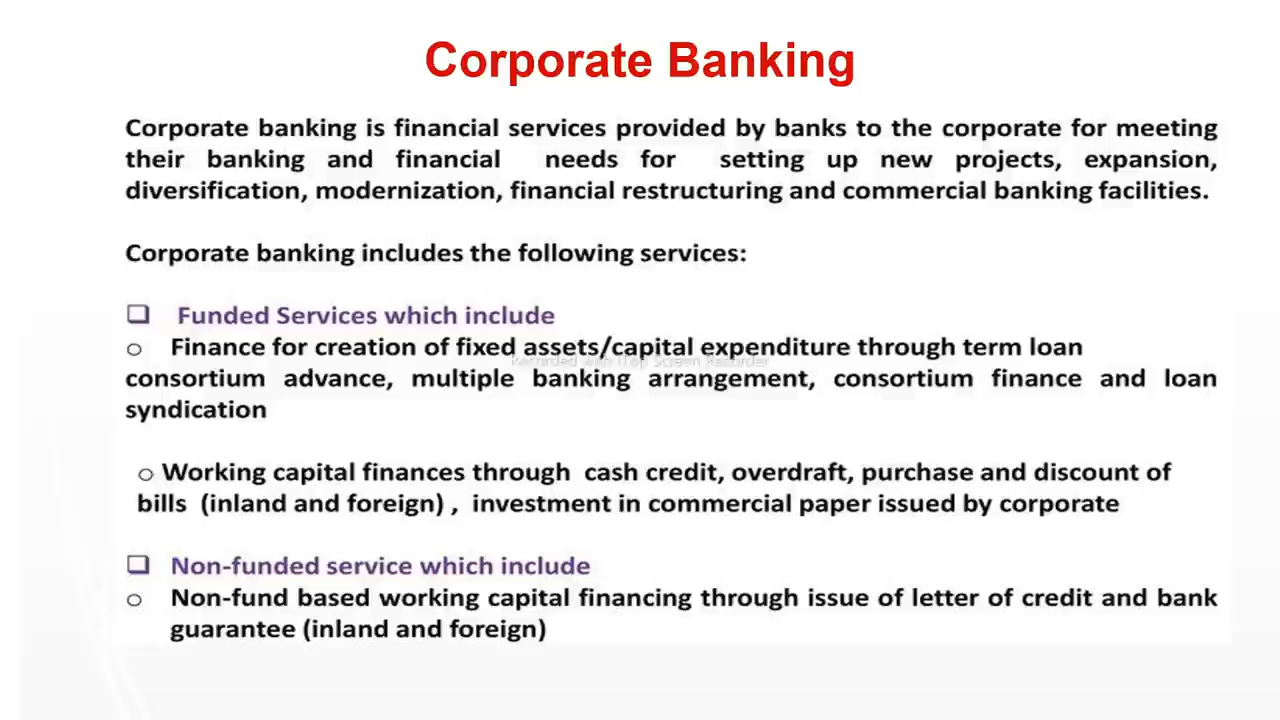 Corporate Banking
Corporate banking is financial services provided by banks to the corporate for meeting
their banking and financial needs for setting up new projects, expansion,
diversification, modernization, financial restructuring and commercial banking facilities.
Corporate banking includes the following services:
❑ Funded Services which include
o Finance for creation of fixed assets/capital expenditure through term loan
Recorded with iTop Screen Recorder
consortium advance, multiple banking arrangement, consortium finance and loan
syndication
o Working capital finances through cash credit, overdraft, purchase and discount of
bills (inland and foreign) , investment in commercial paper issued by corporate
❑ Non-funded service which include
o Non-fund based working capital financing through issue of letter of credit and bank
guarantee (inland and foreign)